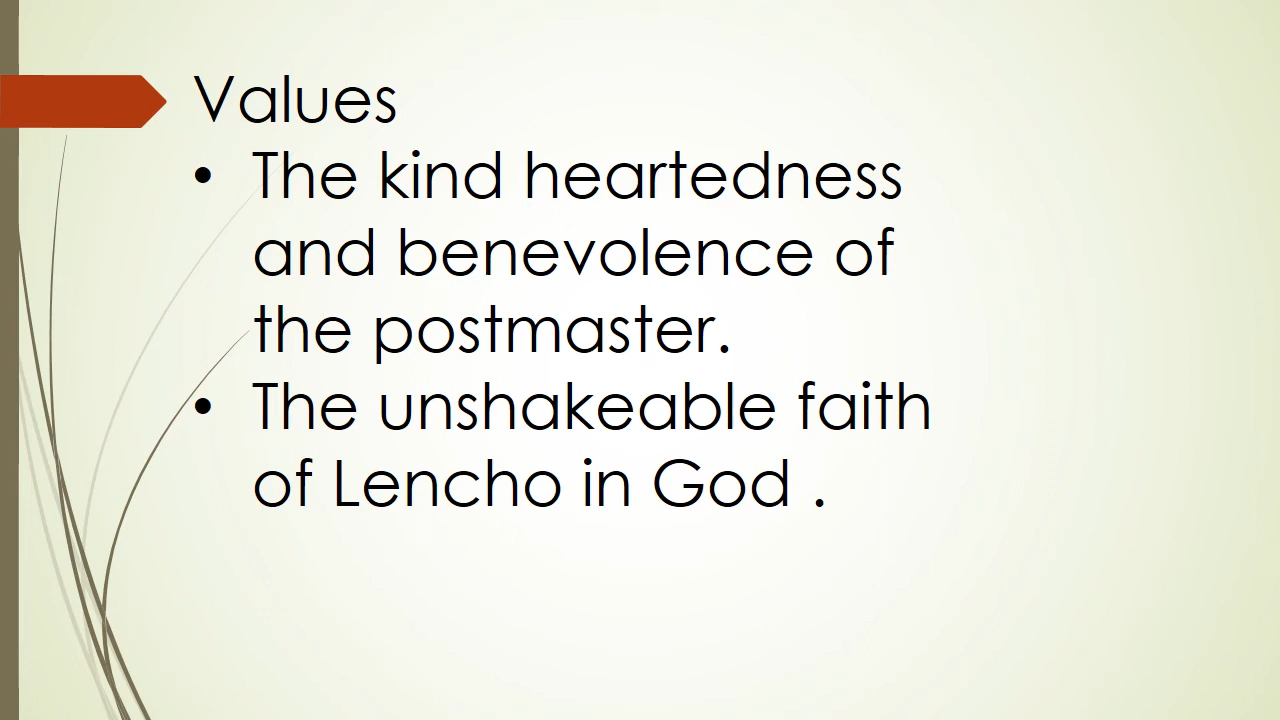 Values
• The kind heartedness
and benevolence of
the postmaster.
• The unshakeable faith
of Lencho in God .